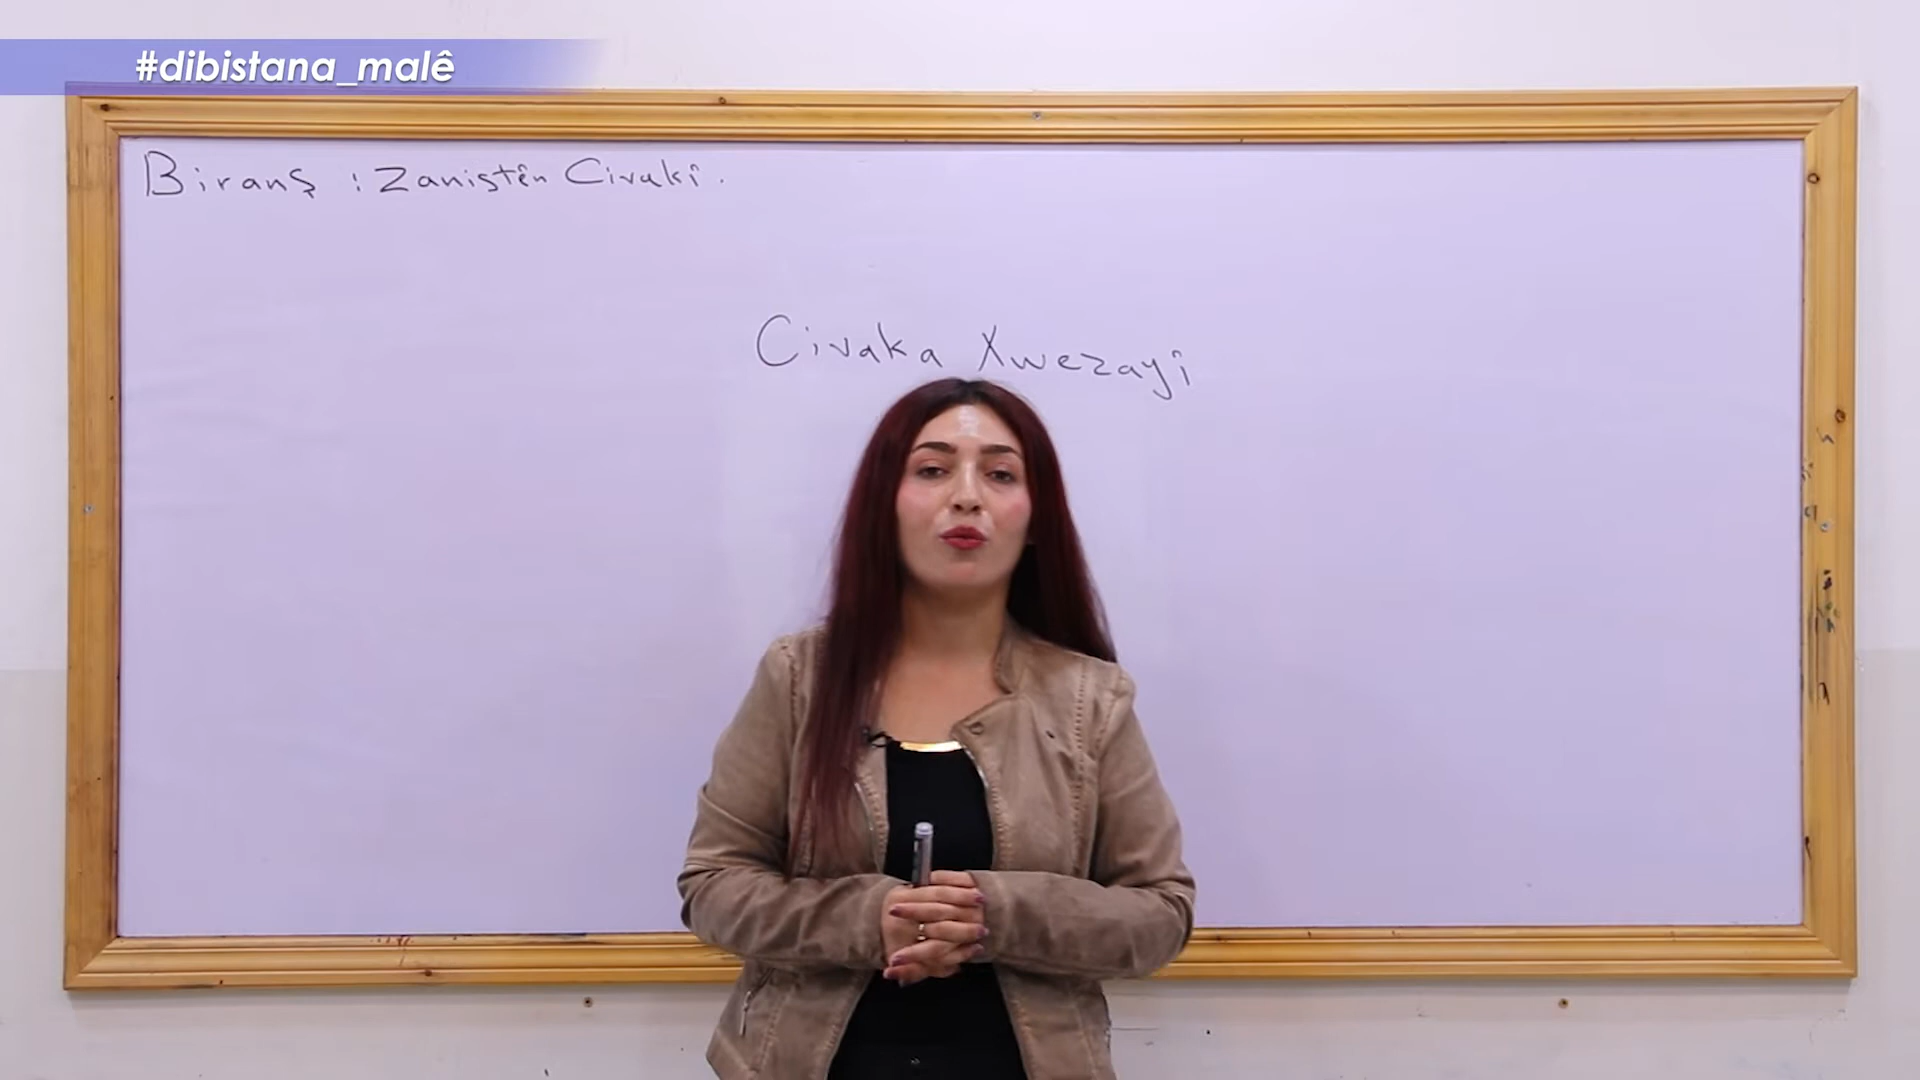 #dibistana_malê
Biranş : Zanistên Civakî.
Civaka Xwezayî